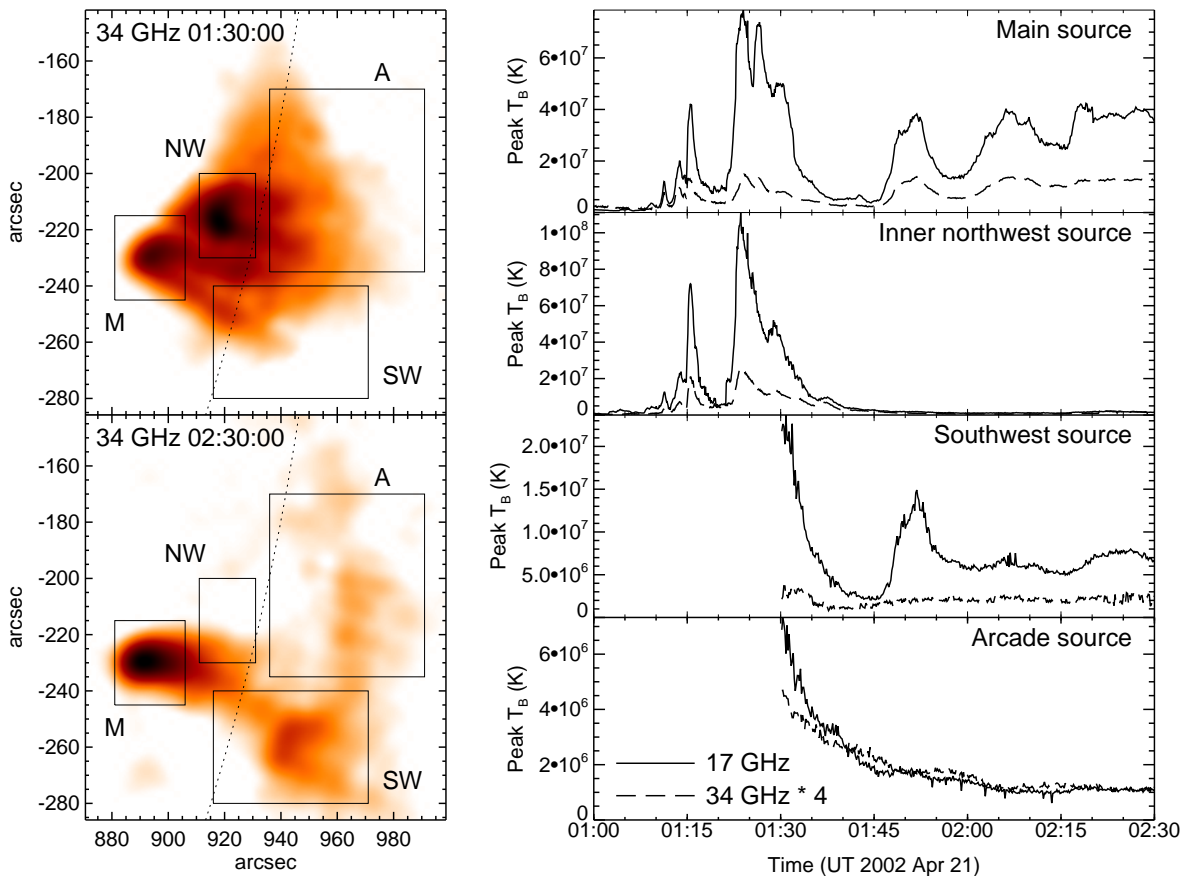 34 GHz 01:30:00
A
NW
M
SW
-160
-180
-200
-220
-240
-260
-280
arcsec
34 GHz 02:30:00
A
NW
M
SW
-160
-180
-200
-220
-240
-260
-280
arcsec
880 900 920 940 960 980
arcsec
Main source
Peak T_B (K)
6•10^7
4•10^7
2•10^7
0
Inner northwest source
Peak T_B (K)
1•10^8
8•10^7
6•10^7
4•10^7
2•10^7
0
Southwest source
Peak T_B (K)
2.0•10^7
1.5•10^7
1.0•10^7
5.0•10^6
0
Arcade source
Peak T_B (K)
6•10^6
4•10^6
2•10^6
0
17 GHz
34 GHz * 4
01:00 01:15 01:30 01:45 02:00 02:15 02:30
Time (UT 2002 Apr 21)